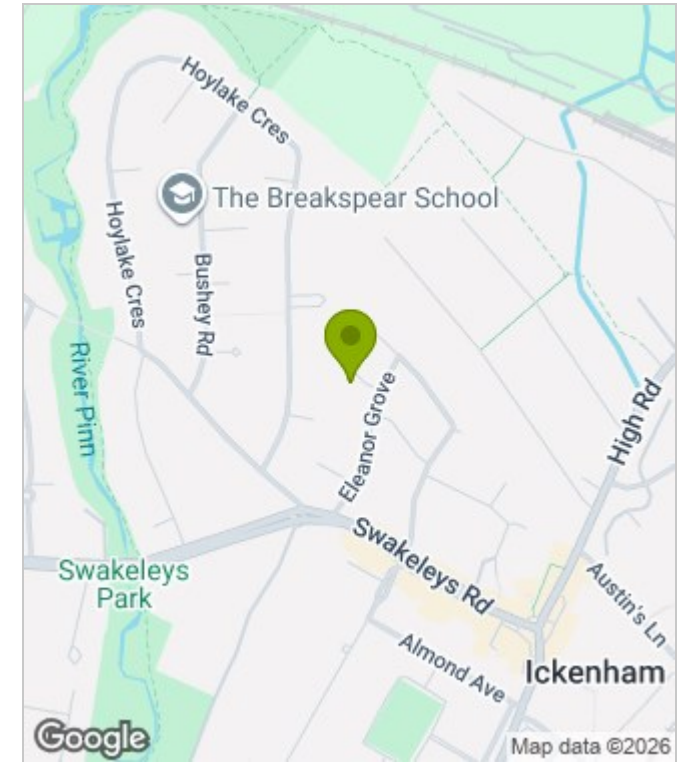 Hoylake Cres
The Breakspear School
Hoylake Cres
Bushey Rd
River Pinn
Eleanor Grove
High Rd
Swakeleys Rd
Swakeleys
Park
Austin's Ln
Almond Ave
Ickenham
Google
Map data ©2026